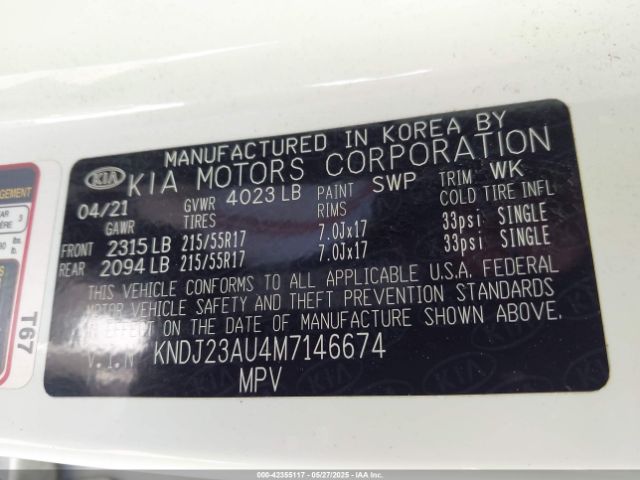 MANUFACTURED IN KOREA BY
KIA KIA MOTORS CORPORATION
04/21 GVWR 4023 LB PAINT SWP TRIM WK
GAWR TIRES RIMS COLD TIRE INFL
FRONT 2315 LB 215/55R17 7.0Jx17 33psi SINGLE
REAR 2094 LB 215/55R17 7.0Jx17 33psi SINGLE
THIS VEHICLE CONFORMS TO ALL APPLICABLE U.S.A. FEDERAL
MOTOR VEHICLE SAFETY AND THEFT PREVENTION STANDARDS
IN EFFECT ON THE DATE OF MANUFACTURE SHOWN ABOVE.
V.I.N KNDJ23AU4M7146674
MPV
T67
000-42355117 - 05/27/2025 - IAAI.COM